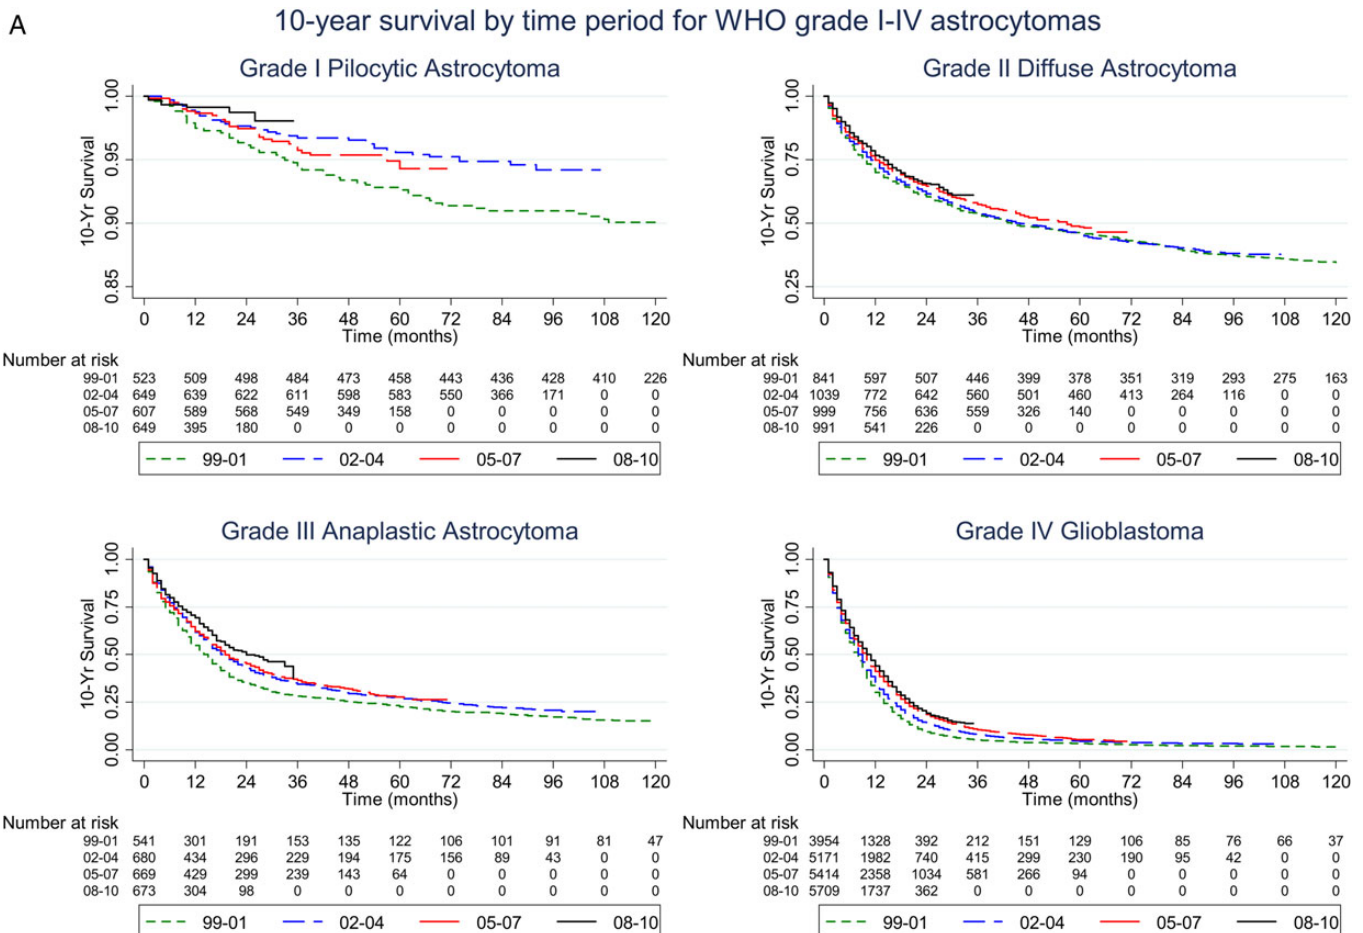 A
10-year survival by time period for WHO grade I-IV astrocytomas
Grade I Pilocytic Astrocytoma
10-Yr Survival
1.00
0.95
0.90
0.85
0 12 24 36 48 60 72 84 96 108 120
Time (months)
Number at risk
99-01 523 509 498 484 473 458 443 436 428 410 226
02-04 649 639 622 611 598 583 550 366 171 0 0
05-07 607 589 568 549 349 158 0 0 0 0 0
08-10 649 395 180 0 0 0 0 0 0 0 0
99-01 02-04 05-07 08-10
Grade II Diffuse Astrocytoma
10-Yr Survival
1.00
0.75
0.50
0.25
0 12 24 36 48 60 72 84 96 108 120
Time (months)
Number at risk
99-01 841 597 507 446 399 378 351 319 293 275 163
02-04 1039 772 642 560 501 460 413 264 116 0 0
05-07 999 756 636 559 326 140 0 0 0 0 0
08-10 991 541 226 0 0 0 0 0 0 0 0
99-01 02-04 05-07 08-10
Grade III Anaplastic Astrocytoma
10-Yr Survival
1.00
0.75
0.50
0.25
0.00
0 12 24 36 48 60 72 84 96 108 120
Time (months)
Number at risk
99-01 541 301 191 153 135 122 106 101 91 81 47
02-04 680 434 296 229 194 175 156 89 43 0 0
05-07 669 429 299 239 143 64 0 0 0 0 0
08-10 673 304 98 0 0 0 0 0 0 0 0
99-01 02-04 05-07 08-10
Grade IV Glioblastoma
10-Yr Survival
1.00
0.75
0.50
0.25
0.00
0 12 24 36 48 60 72 84 96 108 120
Time (months)
Number at risk
99-01 3954 1328 392 212 151 129 106 85 76 66 37
02-04 5171 1982 740 415 299 230 190 95 42 0 0
05-07 5414 2358 1034 581 266 94 0 0 0 0 0
08-10 5709 1737 362 0 0 0 0 0 0 0 0
99-01 02-04 05-07 08-10